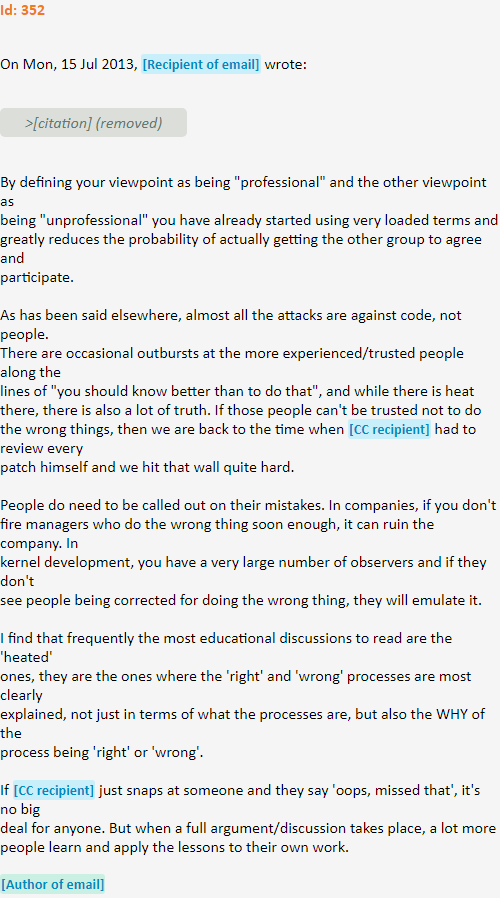 Id: 352
On Mon, 15 Jul 2013, [Recipient of email] wrote:
>[citation] (removed)
By defining your viewpoint as being "professional" and the other viewpoint
as
being "unprofessional" you have already started using very loaded terms and
greatly reduces the probability of actually getting the other group to agree
and
participate.
As has been said elsewhere, almost all the attacks are against code, not
people.
There are occasional outbursts at the more experienced/trusted people
along the
lines of "you should know better than to do that", and while there is heat
there, there is also a lot of truth. If those people can't be trusted not to do
the wrong things, then we are back to the time when [CC recipient] had to
review every
patch himself and we hit that wall quite hard.
People do need to be called out on their mistakes. In companies, if you don't
fire managers who do the wrong thing soon enough, it can ruin the
company. In
kernel development, you have a very large number of observers and if they
don't
see people being corrected for doing the wrong thing, they will emulate it.
I find that frequently the most educational discussions to read are the
'heated'
ones, they are the ones where the 'right' and 'wrong' processes are most
clearly
explained, not just in terms of what the processes are, but also the WHY of
the
process being 'right' or 'wrong'.
If [CC recipient] just snaps at someone and they say 'oops, missed that', it's
no big
deal for anyone. But when a full argument/discussion takes place, a lot more
people learn and apply the lessons to their own work.
[Author of email]